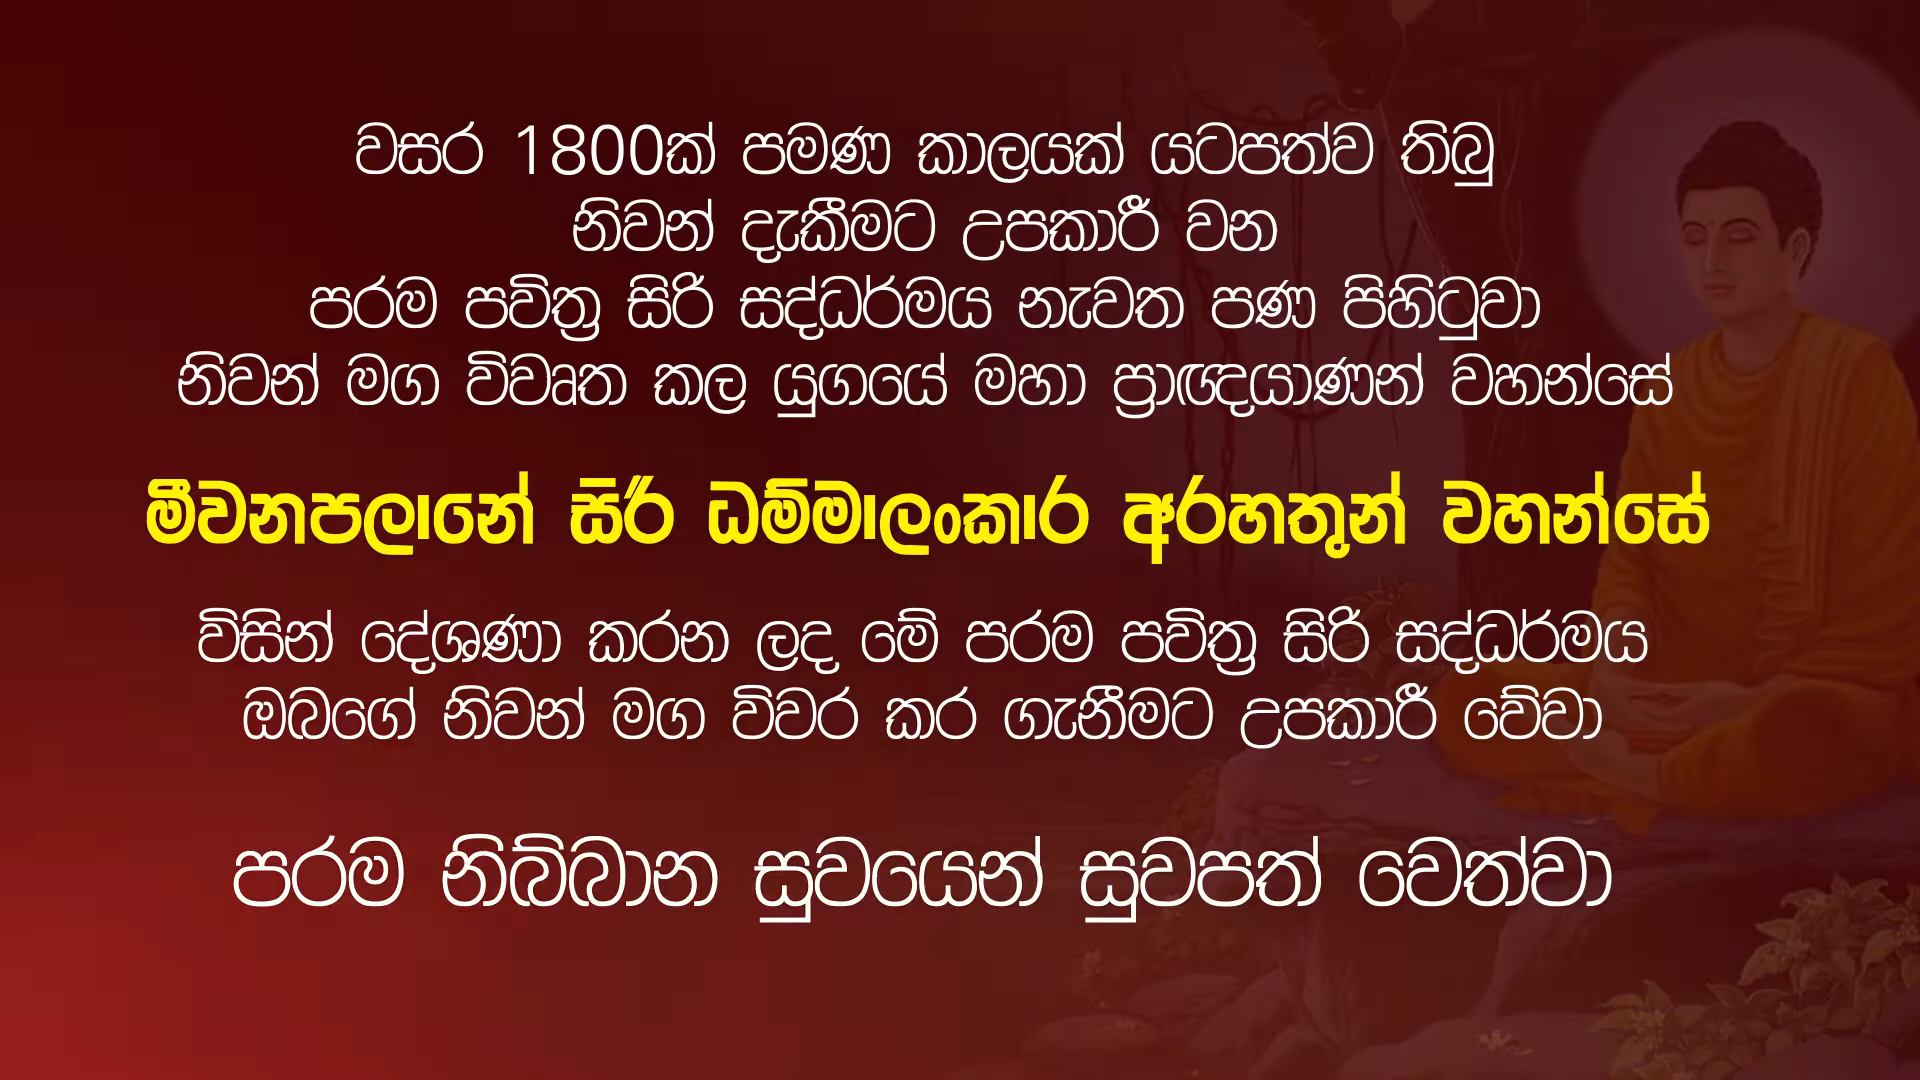 වසර 1800ක් පමණ කාලයක් යටපත්ව තිබු
නිවන් දැකීමට උපකාරී වන
පරම පවිත්‍ර සිරි සද්ධර්මය නැවත පණ පිහිටුවා
නිවන් මග විවෘත කල යුගයේ මහා ප්‍රාඥයාණන් වහන්සේ
මීවනපලානේ සිරි ධම්මාලංකාර අරහතුන් වහන්සේ
විසින් දේශණා කරන ලද මේ පරම පවිත්‍ර සිරි සද්ධර්මය
ඔබගේ නිවන් මග විවර කර ගැනීමට උපකාරී වේවා
පරම නිබ්බාන සුවයෙන් සුවපත් වෙත්වා